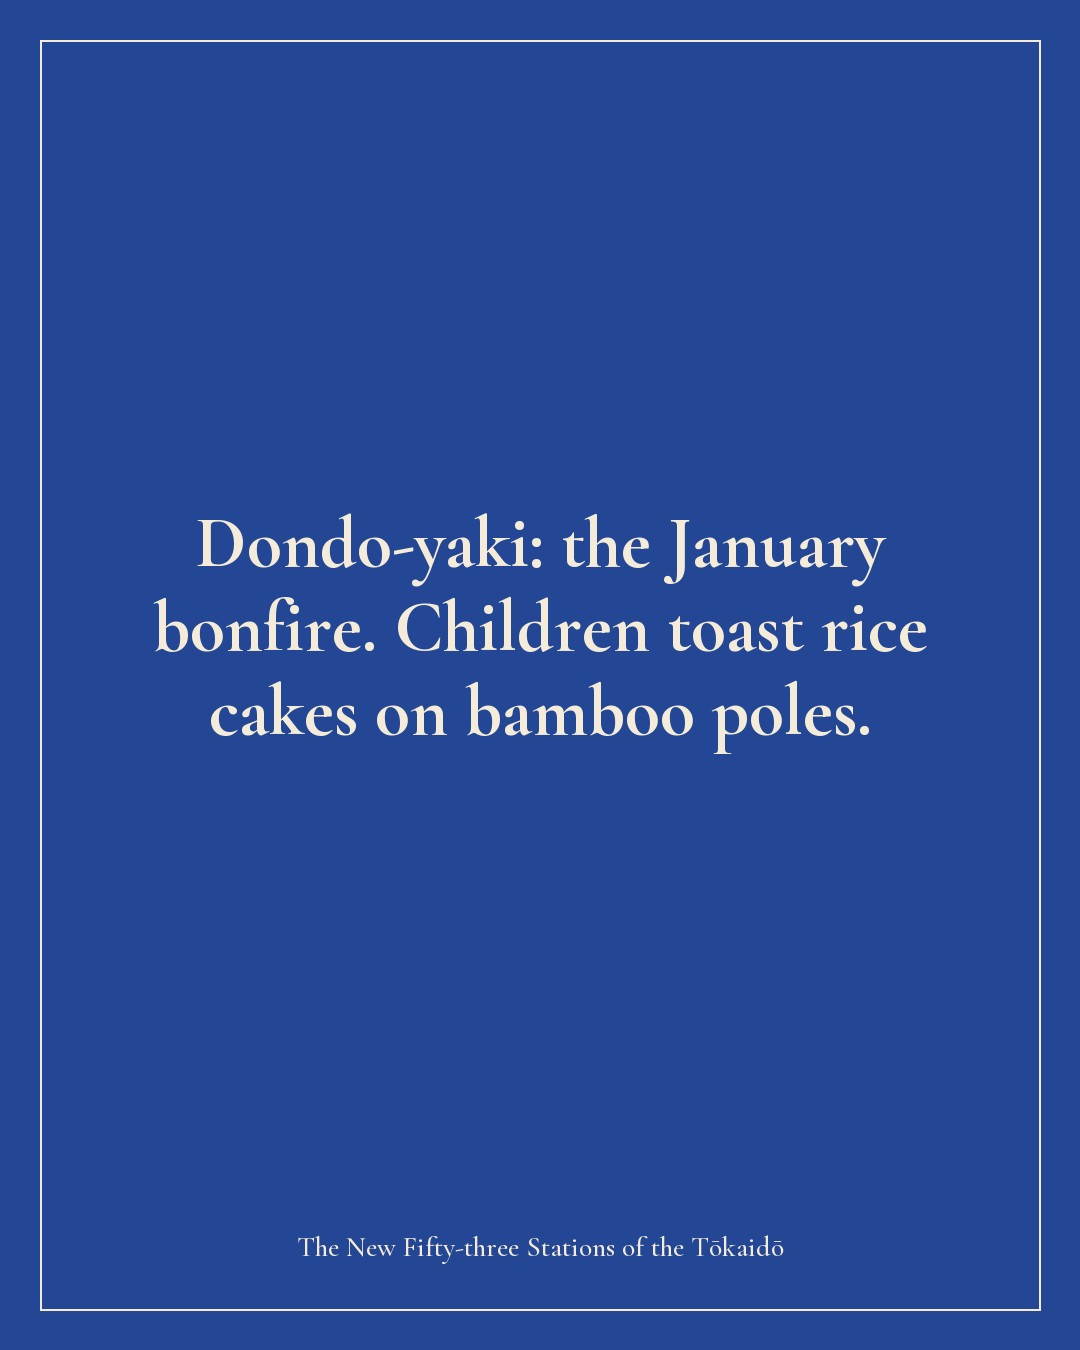 Dondo-yaki: the January
bonfire. Children toast rice
cakes on bamboo poles.
The New Fifty-three Stations of the Tōkaidō